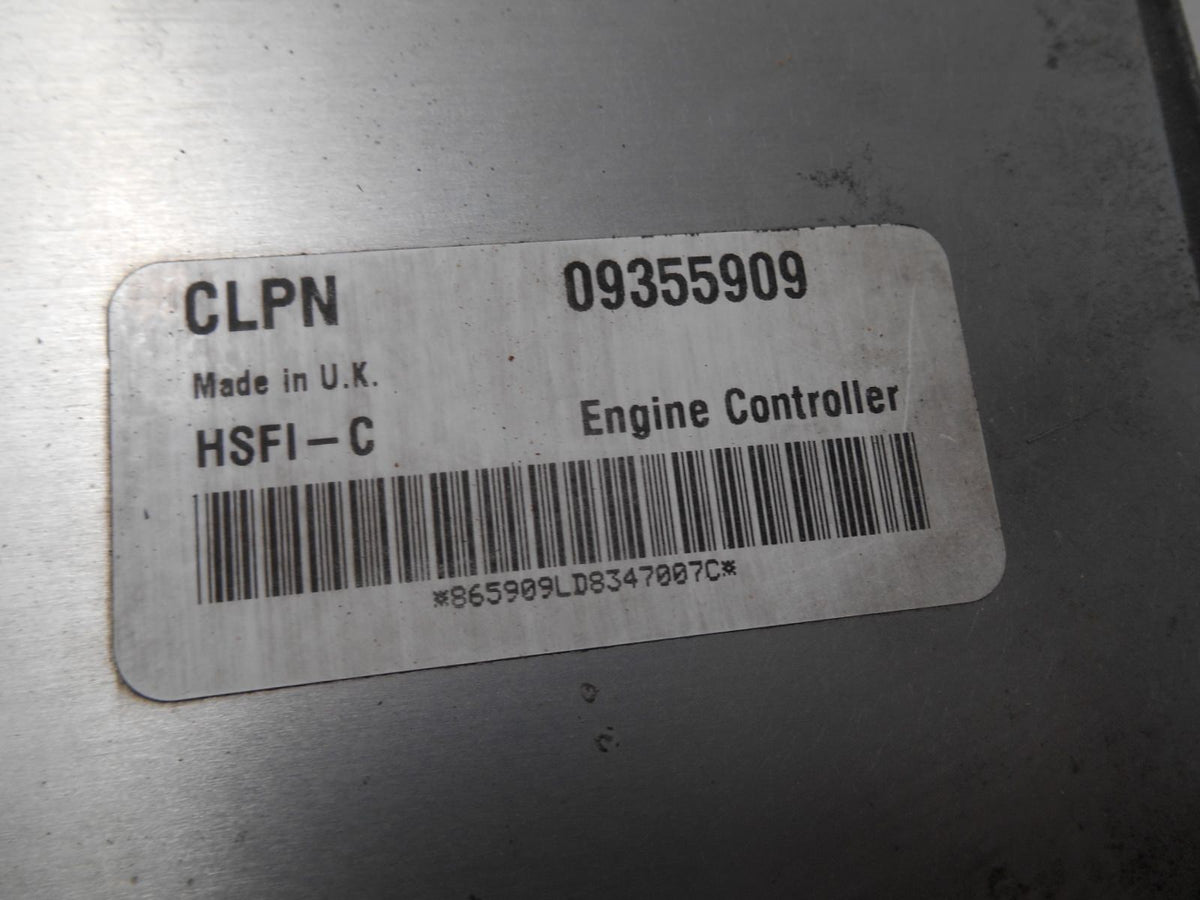 CLPN 09355909
Made in U.K.
HSFI-C Engine Controller
*865909LD8347007C*